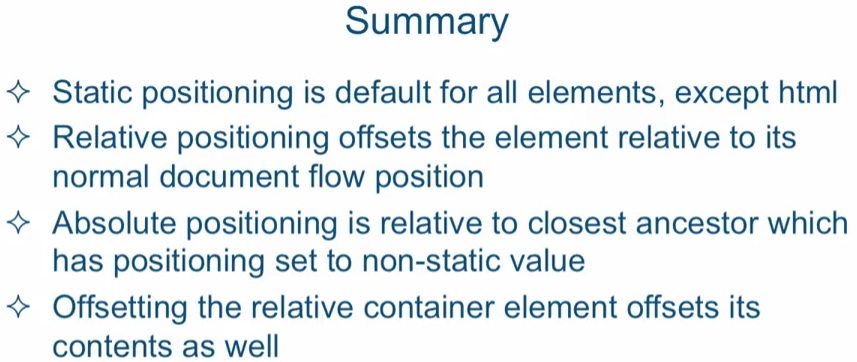 Summary
✧ Static positioning is default for all elements, except html
✧ Relative positioning offsets the element relative to its
normal document flow position
✧ Absolute positioning is relative to closest ancestor which
has positioning set to non-static value
✧ Offsetting the relative container element offsets its
contents as well